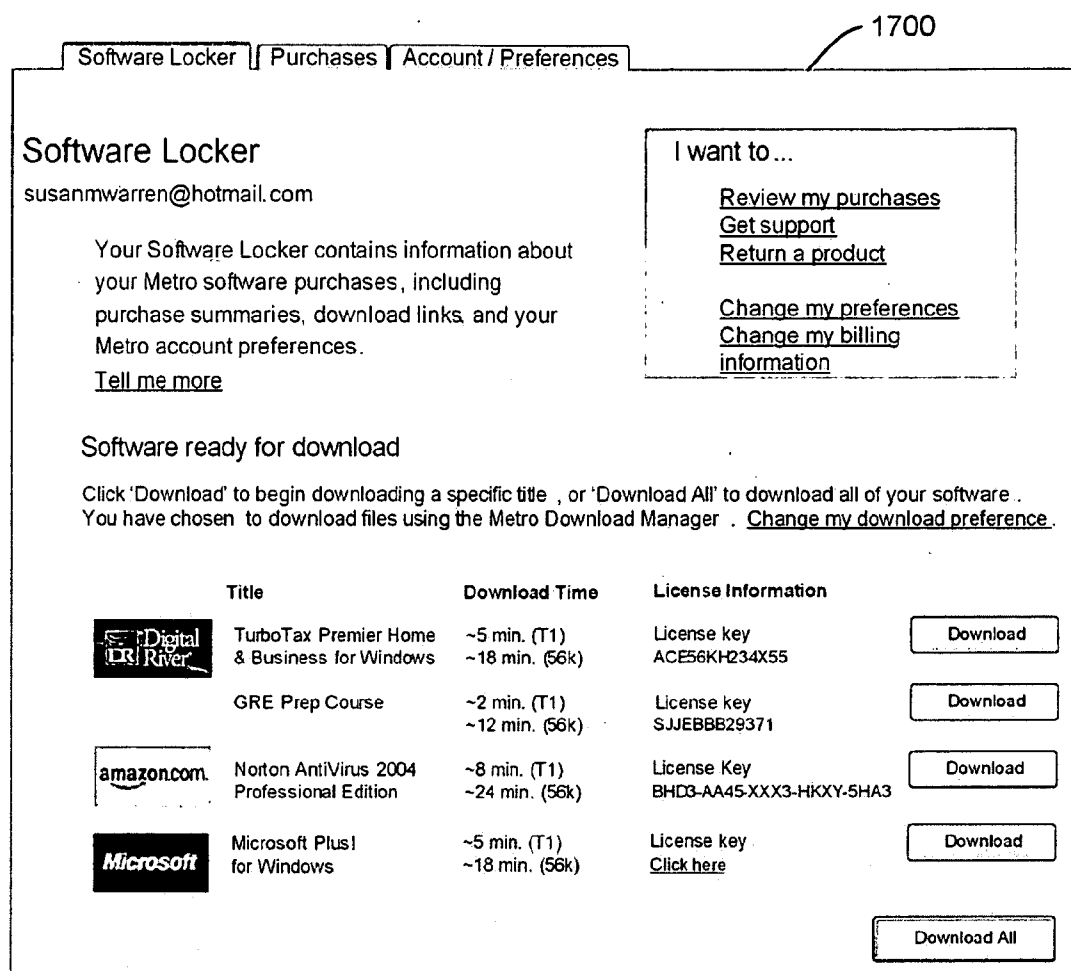 1700
Software Locker Purchases Account / Preferences
Software Locker
susanmwarren@hotmail.com
Your Software Locker contains information about
your Metro software purchases, including
purchase summaries, download links and your
Metro account preferences.
Tell me more
I want to ...
Review my purchases
Get support
Return a product
Change my preferences
Change my billing
information
Software ready for download
Click 'Download' to begin downloading a specific title , or 'Download All' to download all of your software .
You have chosen to download files using the Metro Download Manager . Change my download preference .
Title Download Time License Information
Digital
DR River
TurboTax Premier Home ~5 min. (T1) License key Download
& Business for Windows ~18 min. (56k) ACE56KH234X55
GRE Prep Course ~2 min. (T1) License key Download
~12 min. (56k) SJJEBBB29371
amazon.com. Norton AntiVirus 2004 ~8 min. (T1) License Key Download
Professional Edition ~24 min. (56k) BHD3-AA45-XXX3-HKXY-5HA3
Microsoft Microsoft Plus! ~5 min. (T1) License key Download
for Windows ~18 min. (56k) Click here
Download All